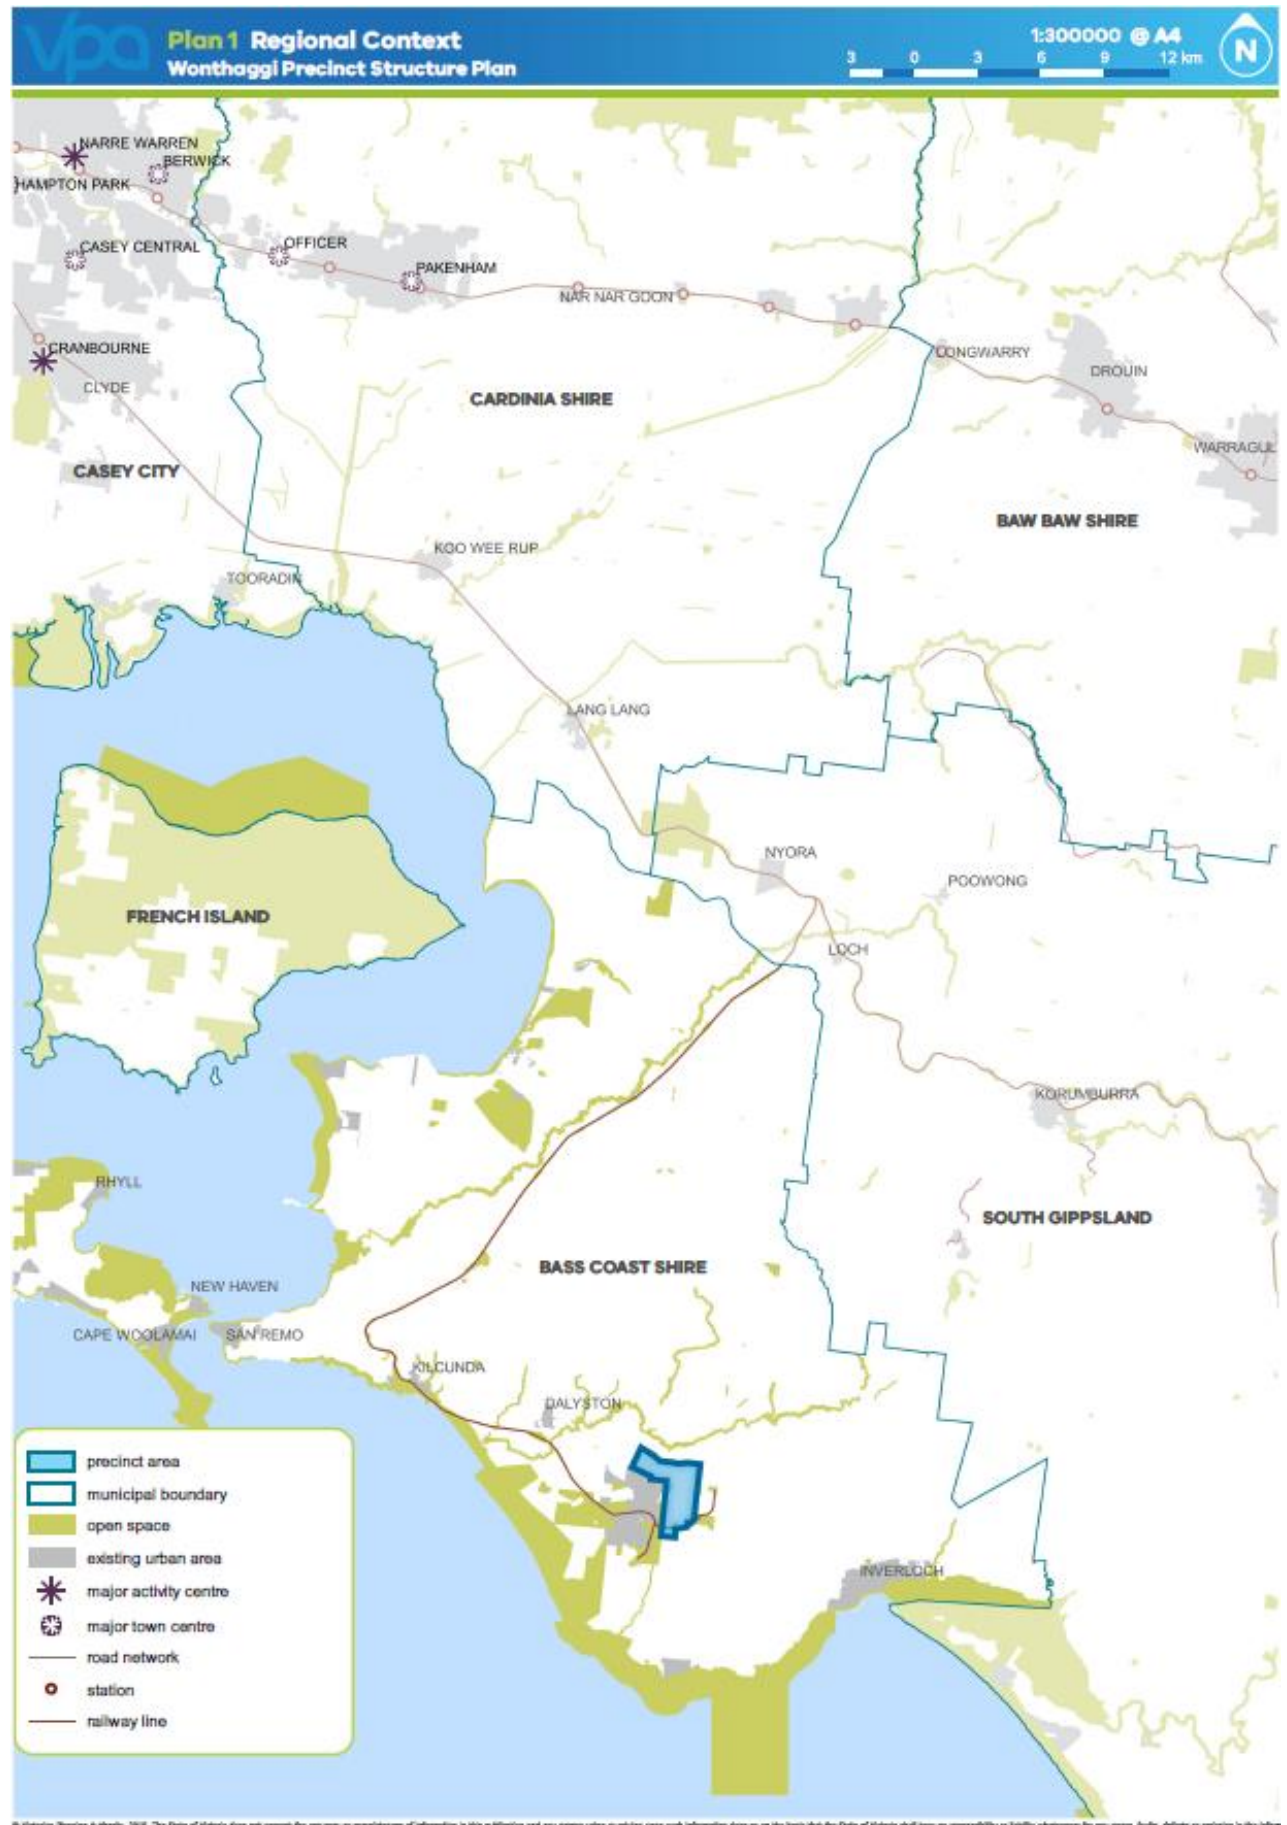 vpa
Plan 1 Regional Context
Wonthaggi Precinct Structure Plan
1:300000 @ A4
3 0 3 6 9 12 km
N
NARRE WARREN
BERWICK
HAMPTON PARK
CASEY CENTRAL
OFFICER
PAKENHAM
NAR NAR GOON
CRANBOURNE
CLYDE
LONGWARRY
DROUIN
CARDINIA SHIRE
WARRAGUL
CASEY CITY
BAW BAW SHIRE
KOO WEE RUP
TOORADIN
LANG LANG
NYORA
POOWONG
FRENCH ISLAND
LOCH
KORUMBURRA
RHYLL
SOUTH GIPPSLAND
BASS COAST SHIRE
NEW HAVEN
CAPE WOOLAMAI
SAN REMO
KILCUNDA
DALYSTON
INVERLOCH
precinct area
municipal boundary
open space
existing urban area
major activity centre
major town centre
road network
station
railway line